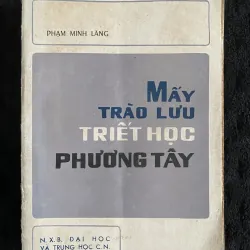 PHẠM MINH LĂNG
MẤY
TRÀO LƯU
TRIẾT HỌC
PHƯƠNG TÂY
N.X.B. ĐẠI HỌC
VÀ TRUNG HỌC C.N.